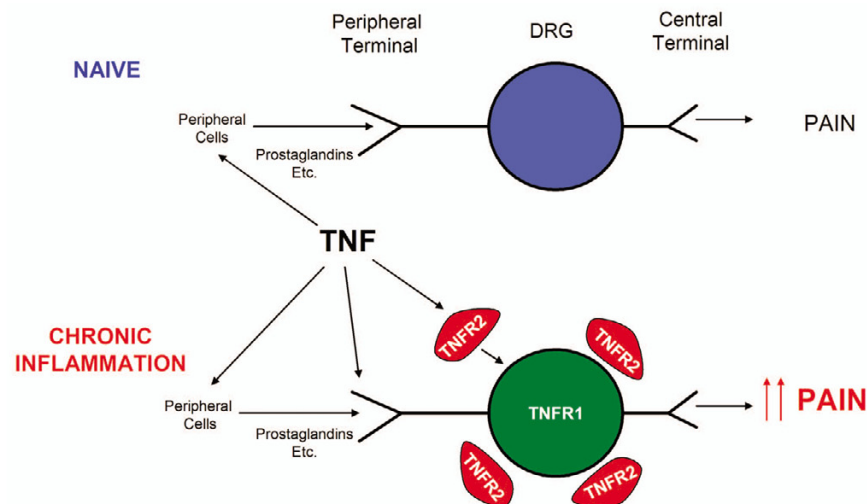 Peripheral
Terminal
DRG
Central
Terminal
NAIVE
Peripheral
Cells
Prostaglandins
Etc.
PAIN
TNF
CHRONIC
INFLAMMATION
TNFR2
TNFR2
Peripheral
Cells
Prostaglandins
Etc.
TNFR1
PAIN
TNFR2
TNFR2